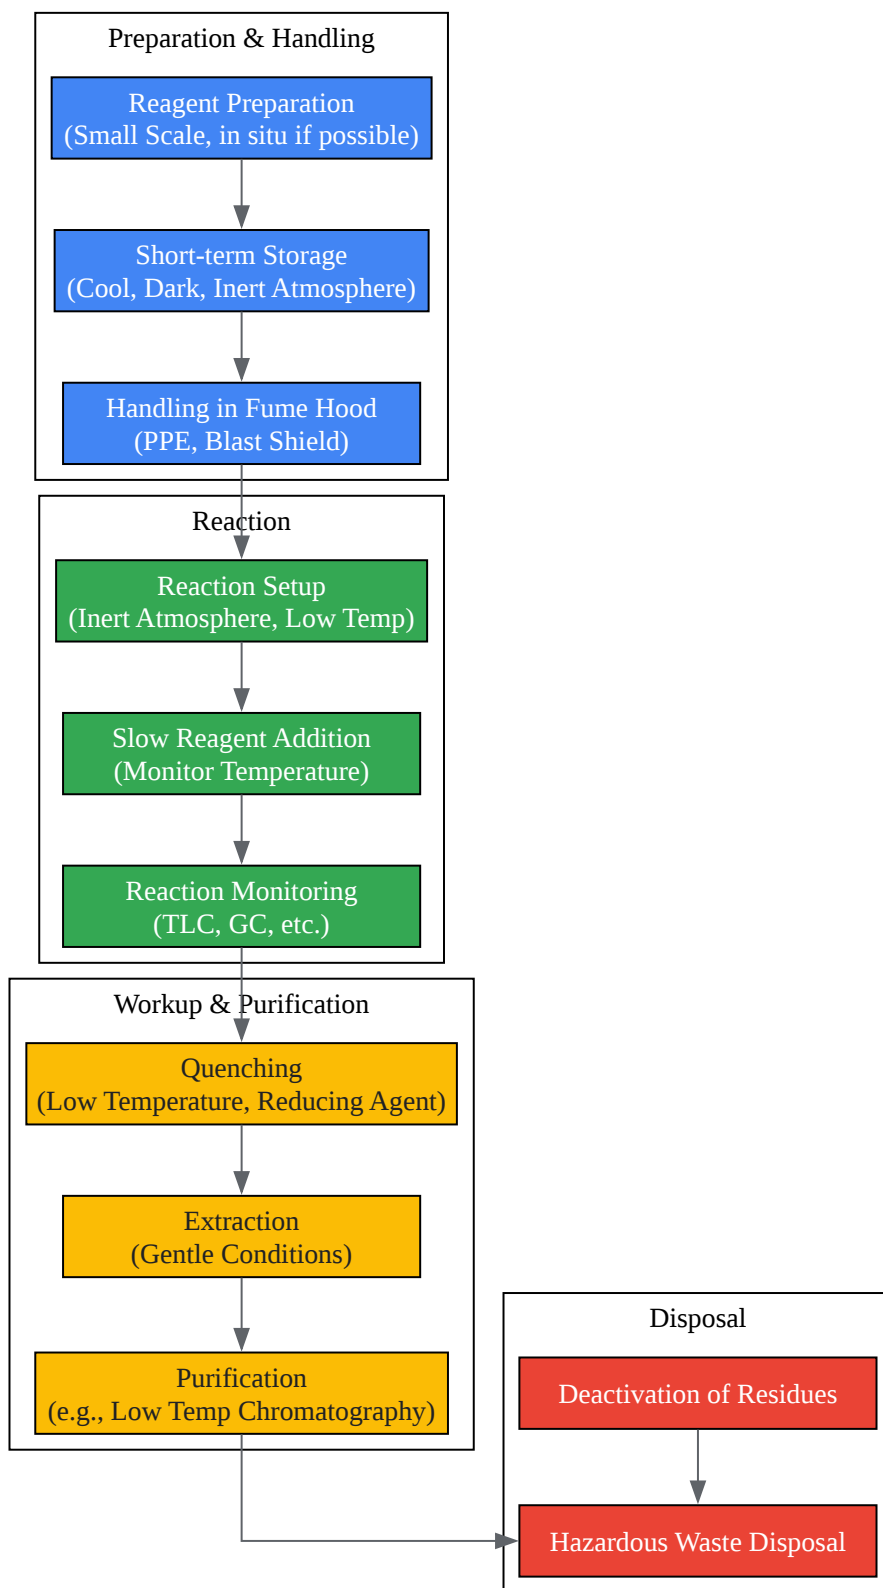 Preparation & Handling
Reagent Preparation
(Small Scale, in situ if possible)
Short-term Storage
(Cool, Dark, Inert Atmosphere)
Handling in Fume Hood
(PPE, Blast Shield)
Reaction
Reaction Setup
(Inert Atmosphere, Low Temp)
Slow Reagent Addition
(Monitor Temperature)
Reaction Monitoring
(TLC, GC, etc.)
Workup & Purification
Quenching
(Low Temperature, Reducing Agent)
Extraction
(Gentle Conditions)
Purification
(e.g., Low Temp Chromatography)
Disposal
Deactivation of Residues
Hazardous Waste Disposal